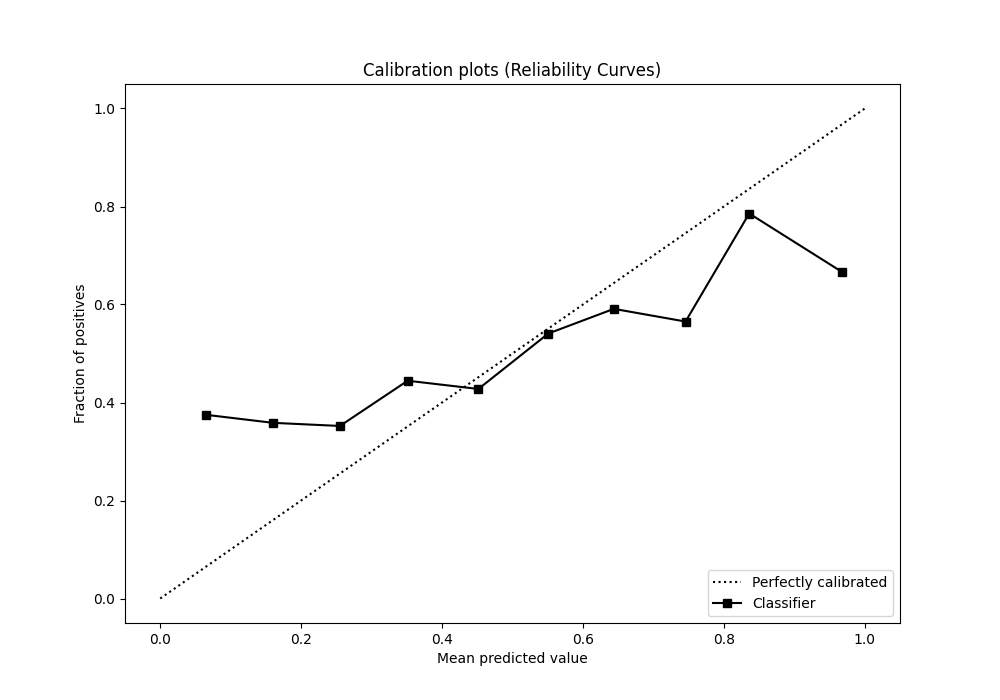 Calibration plots (Reliability Curves)
1.0
0.8
0.6
0.4
0.2
0.0
Fraction of positives
0.0 0.2 0.4 0.6 0.8 1.0
Mean predicted value
Perfectly calibrated
Classifier